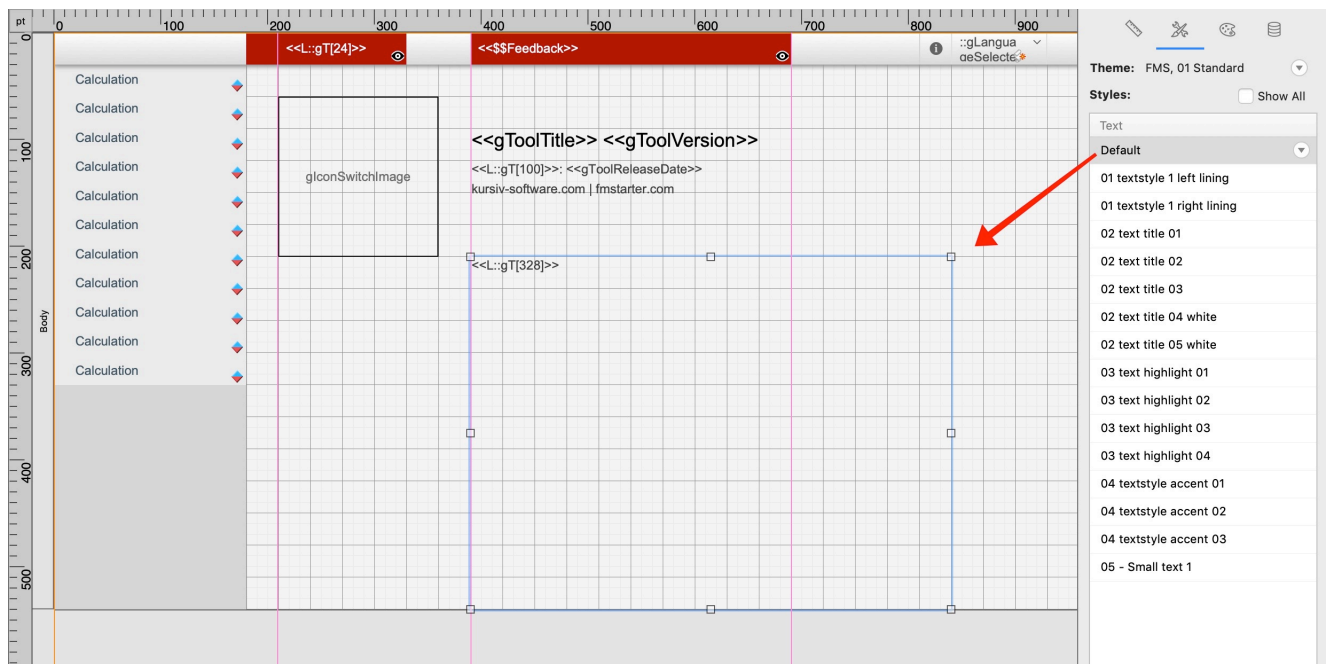 pt
0 100 200 300 400 500 600 700 800 900
<<L::gT[24]>>
<<$$Feedback>>
::gLangua
geSelecte
0
100
200
300
400
500
Body
Calculation
Calculation
Calculation
Calculation
Calculation
Calculation
Calculation
Calculation
Calculation
Calculation
Calculation
gIconSwitchImage
<<gToolTitle>> <<gToolVersion>>
<<L::gT[100]>>: <<gToolReleaseDate>>
kursiv-software.com | fmstarter.com
<<L::gT[328]>>
Theme: FMS, 01 Standard
Styles: Show All
Text
Default
01 textstyle 1 left lining
01 textstyle 1 right lining
02 text title 01
02 text title 02
02 text title 03
02 text title 04 white
02 text title 05 white
03 text highlight 01
03 text highlight 02
03 text highlight 03
03 text highlight 04
04 textstyle accent 01
04 textstyle accent 02
04 textstyle accent 03
05 - Small text 1